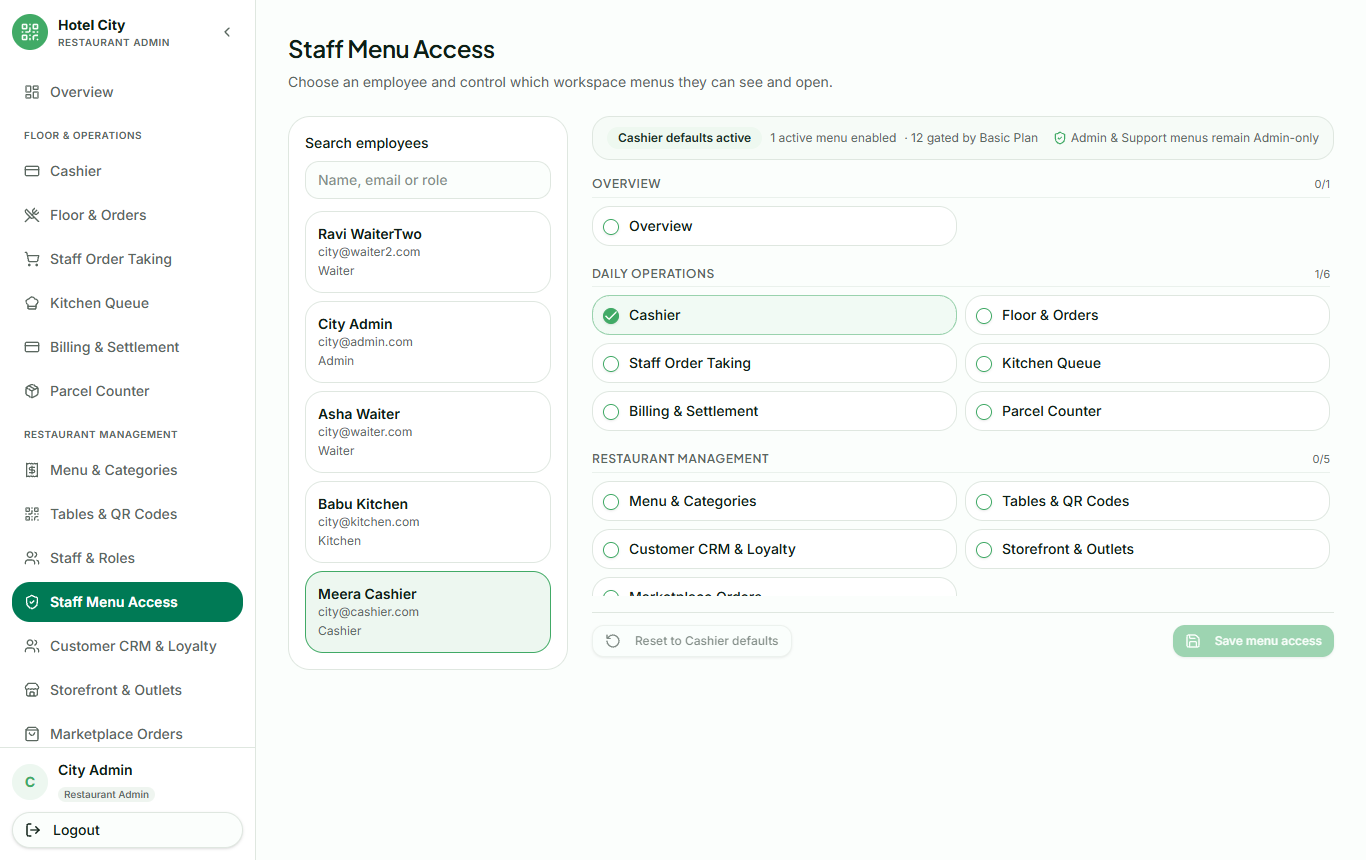 Hotel City
RESTAURANT ADMIN
Overview
FLOOR & OPERATIONS
Cashier
Floor & Orders
Staff Order Taking
Kitchen Queue
Billing & Settlement
Parcel Counter
RESTAURANT MANAGEMENT
Menu & Categories
Tables & QR Codes
Staff & Roles
Staff Menu Access
Customer CRM & Loyalty
Storefront & Outlets
Marketplace Orders
C
City Admin
Restaurant Admin
Logout
Staff Menu Access
Choose an employee and control which workspace menus they can see and open.
Search employees
Name, email or role
Ravi WaiterTwo
city@waiter2.com
Waiter
City Admin
city@admin.com
Admin
Asha Waiter
city@waiter.com
Waiter
Babu Kitchen
city@kitchen.com
Kitchen
Meera Cashier
city@cashier.com
Cashier
Cashier defaults active 1 active menu enabled · 12 gated by Basic Plan Admin & Support menus remain Admin-only
OVERVIEW 0/1
Overview
DAILY OPERATIONS 1/6
Cashier Floor & Orders
Staff Order Taking Kitchen Queue
Billing & Settlement Parcel Counter
RESTAURANT MANAGEMENT 0/5
Menu & Categories Tables & QR Codes
Customer CRM & Loyalty Storefront & Outlets
Marketplace Orders
Reset to Cashier defaults Save menu access